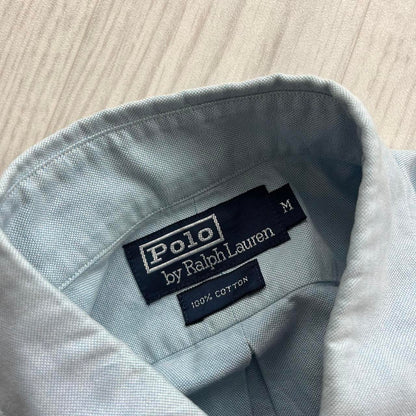 Polo
by Ralph Lauren
M
100% COTTON